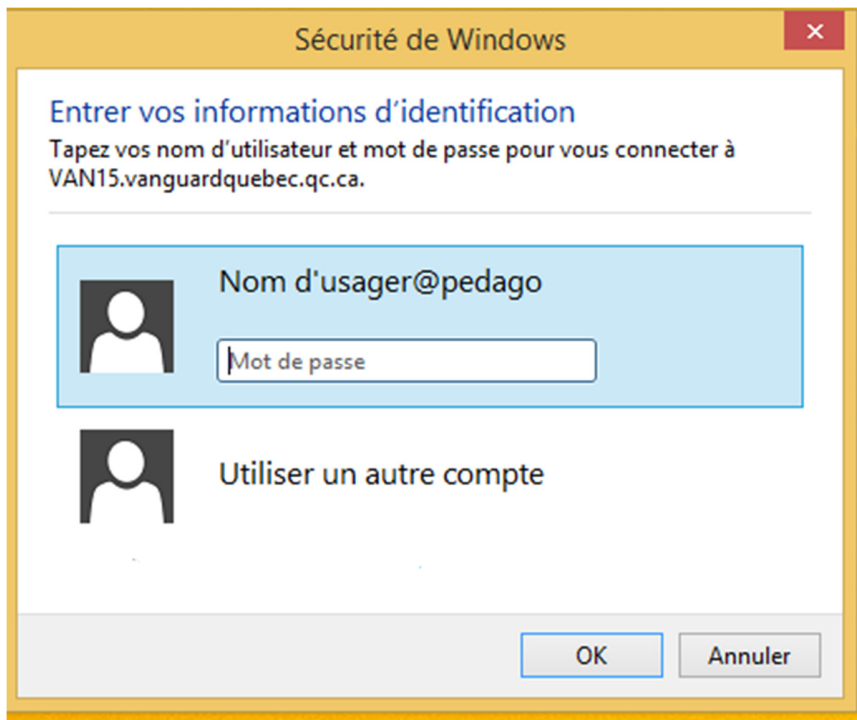 Sécurité de Windows
Entrer vos informations d'identification
Tapez vos nom d'utilisateur et mot de passe pour vous connecter à
VAN15.vanguardquebec.qc.ca.
Nom d'usager@pedago
Mot de passe
Utiliser un autre compte
OK
Annuler